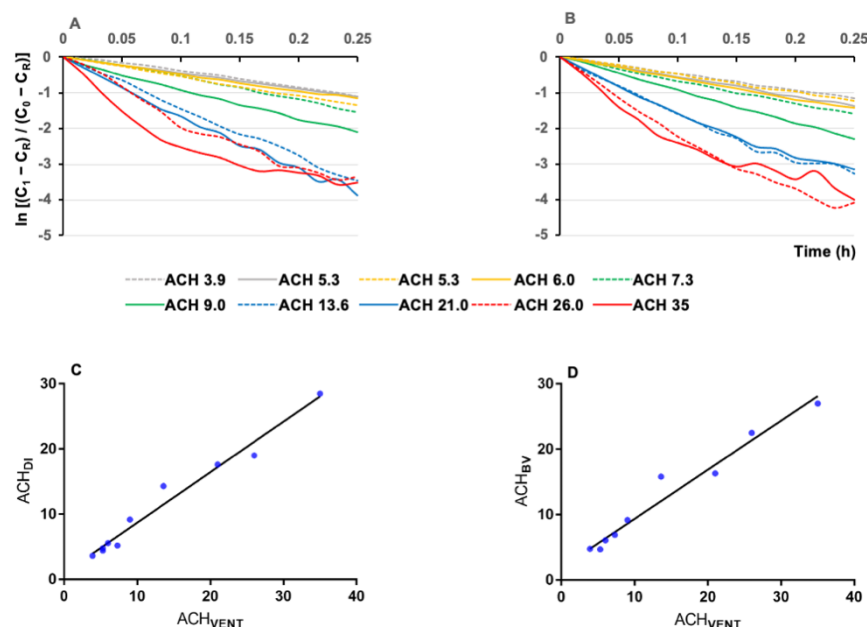 A
B
0 0.05 0.1 0.15 0.2 0.25
0 0.05 0.1 0.15 0.2 0.25
0
-1
-2
-3
-4
-5
ln [(C1 – CR) / (C0 – CR)]
0
-1
-2
-3
-4
-5
Time (h)
ACH 3.9 ACH 5.3 ACH 5.3 ACH 6.0 ACH 7.3
ACH 9.0 ACH 13.6 ACH 21.0 ACH 26.0 ACH 35
C
30
20
10
0
ACHDI
0 10 20 30 40
ACHVENT
D
30
20
10
0
ACHBV
0 10 20 30 40
ACHVENT